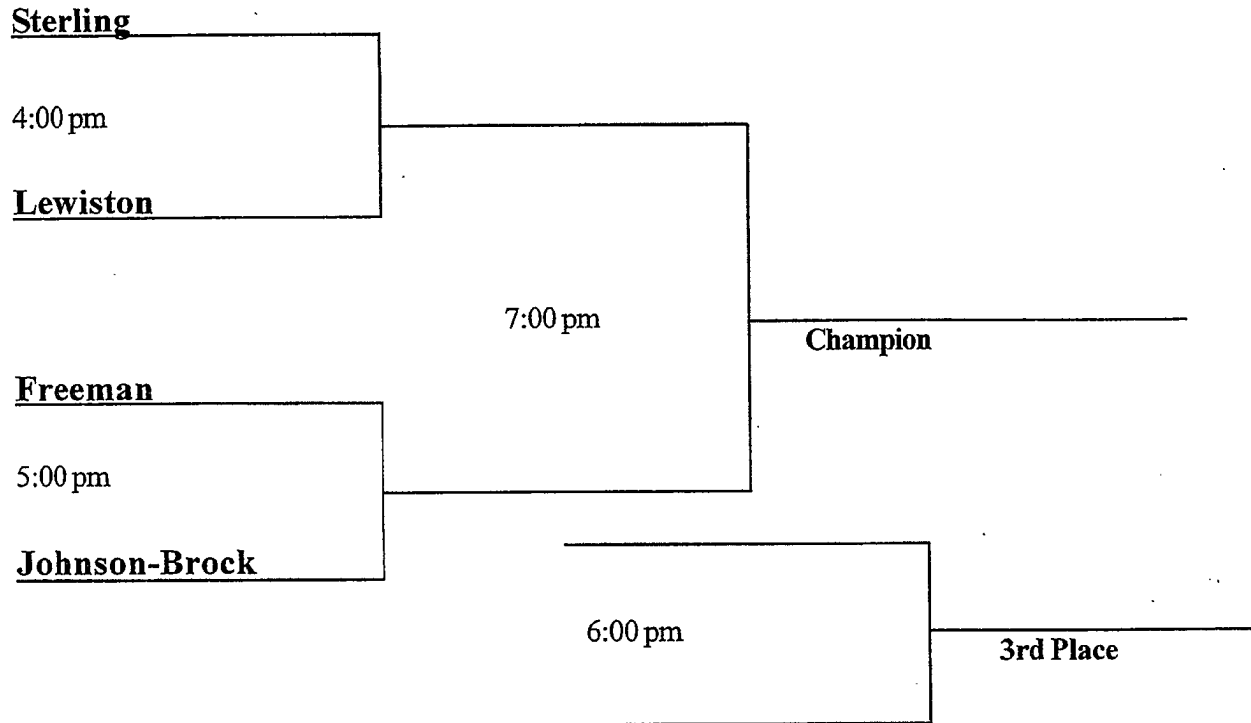 Sterling
4:00 pm
Lewiston
7:00 pm
Champion
Freeman
5:00 pm
Johnson-Brock
6:00 pm
3rd Place